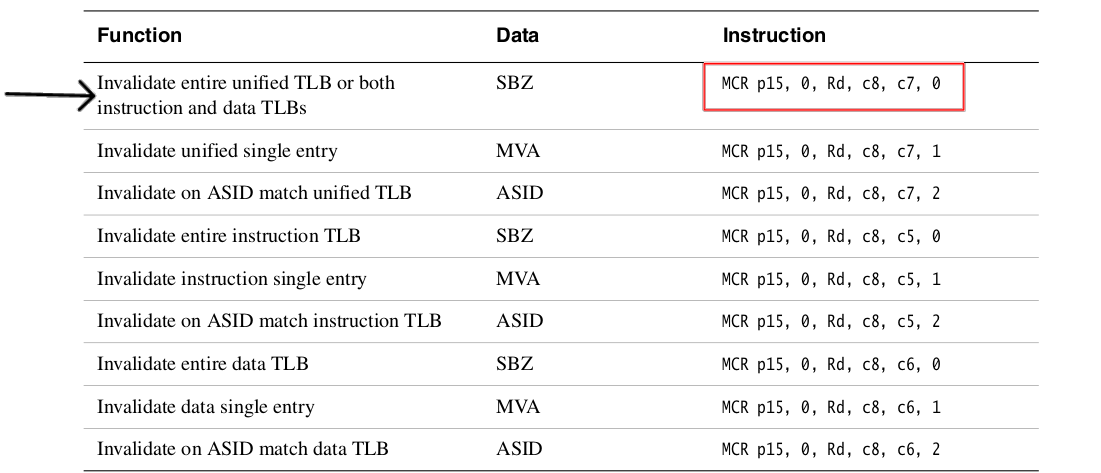 Function Data Instruction
Invalidate entire unified TLB or both SBZ MCR p15, 0, Rd, c8, c7, 0
instruction and data TLBs
Invalidate unified single entry MVA MCR p15, 0, Rd, c8, c7, 1
Invalidate on ASID match unified TLB ASID MCR p15, 0, Rd, c8, c7, 2
Invalidate entire instruction TLB SBZ MCR p15, 0, Rd, c8, c5, 0
Invalidate instruction single entry MVA MCR p15, 0, Rd, c8, c5, 1
Invalidate on ASID match instruction TLB ASID MCR p15, 0, Rd, c8, c5, 2
Invalidate entire data TLB SBZ MCR p15, 0, Rd, c8, c6, 0
Invalidate data single entry MVA MCR p15, 0, Rd, c8, c6, 1
Invalidate on ASID match data TLB ASID MCR p15, 0, Rd, c8, c6, 2